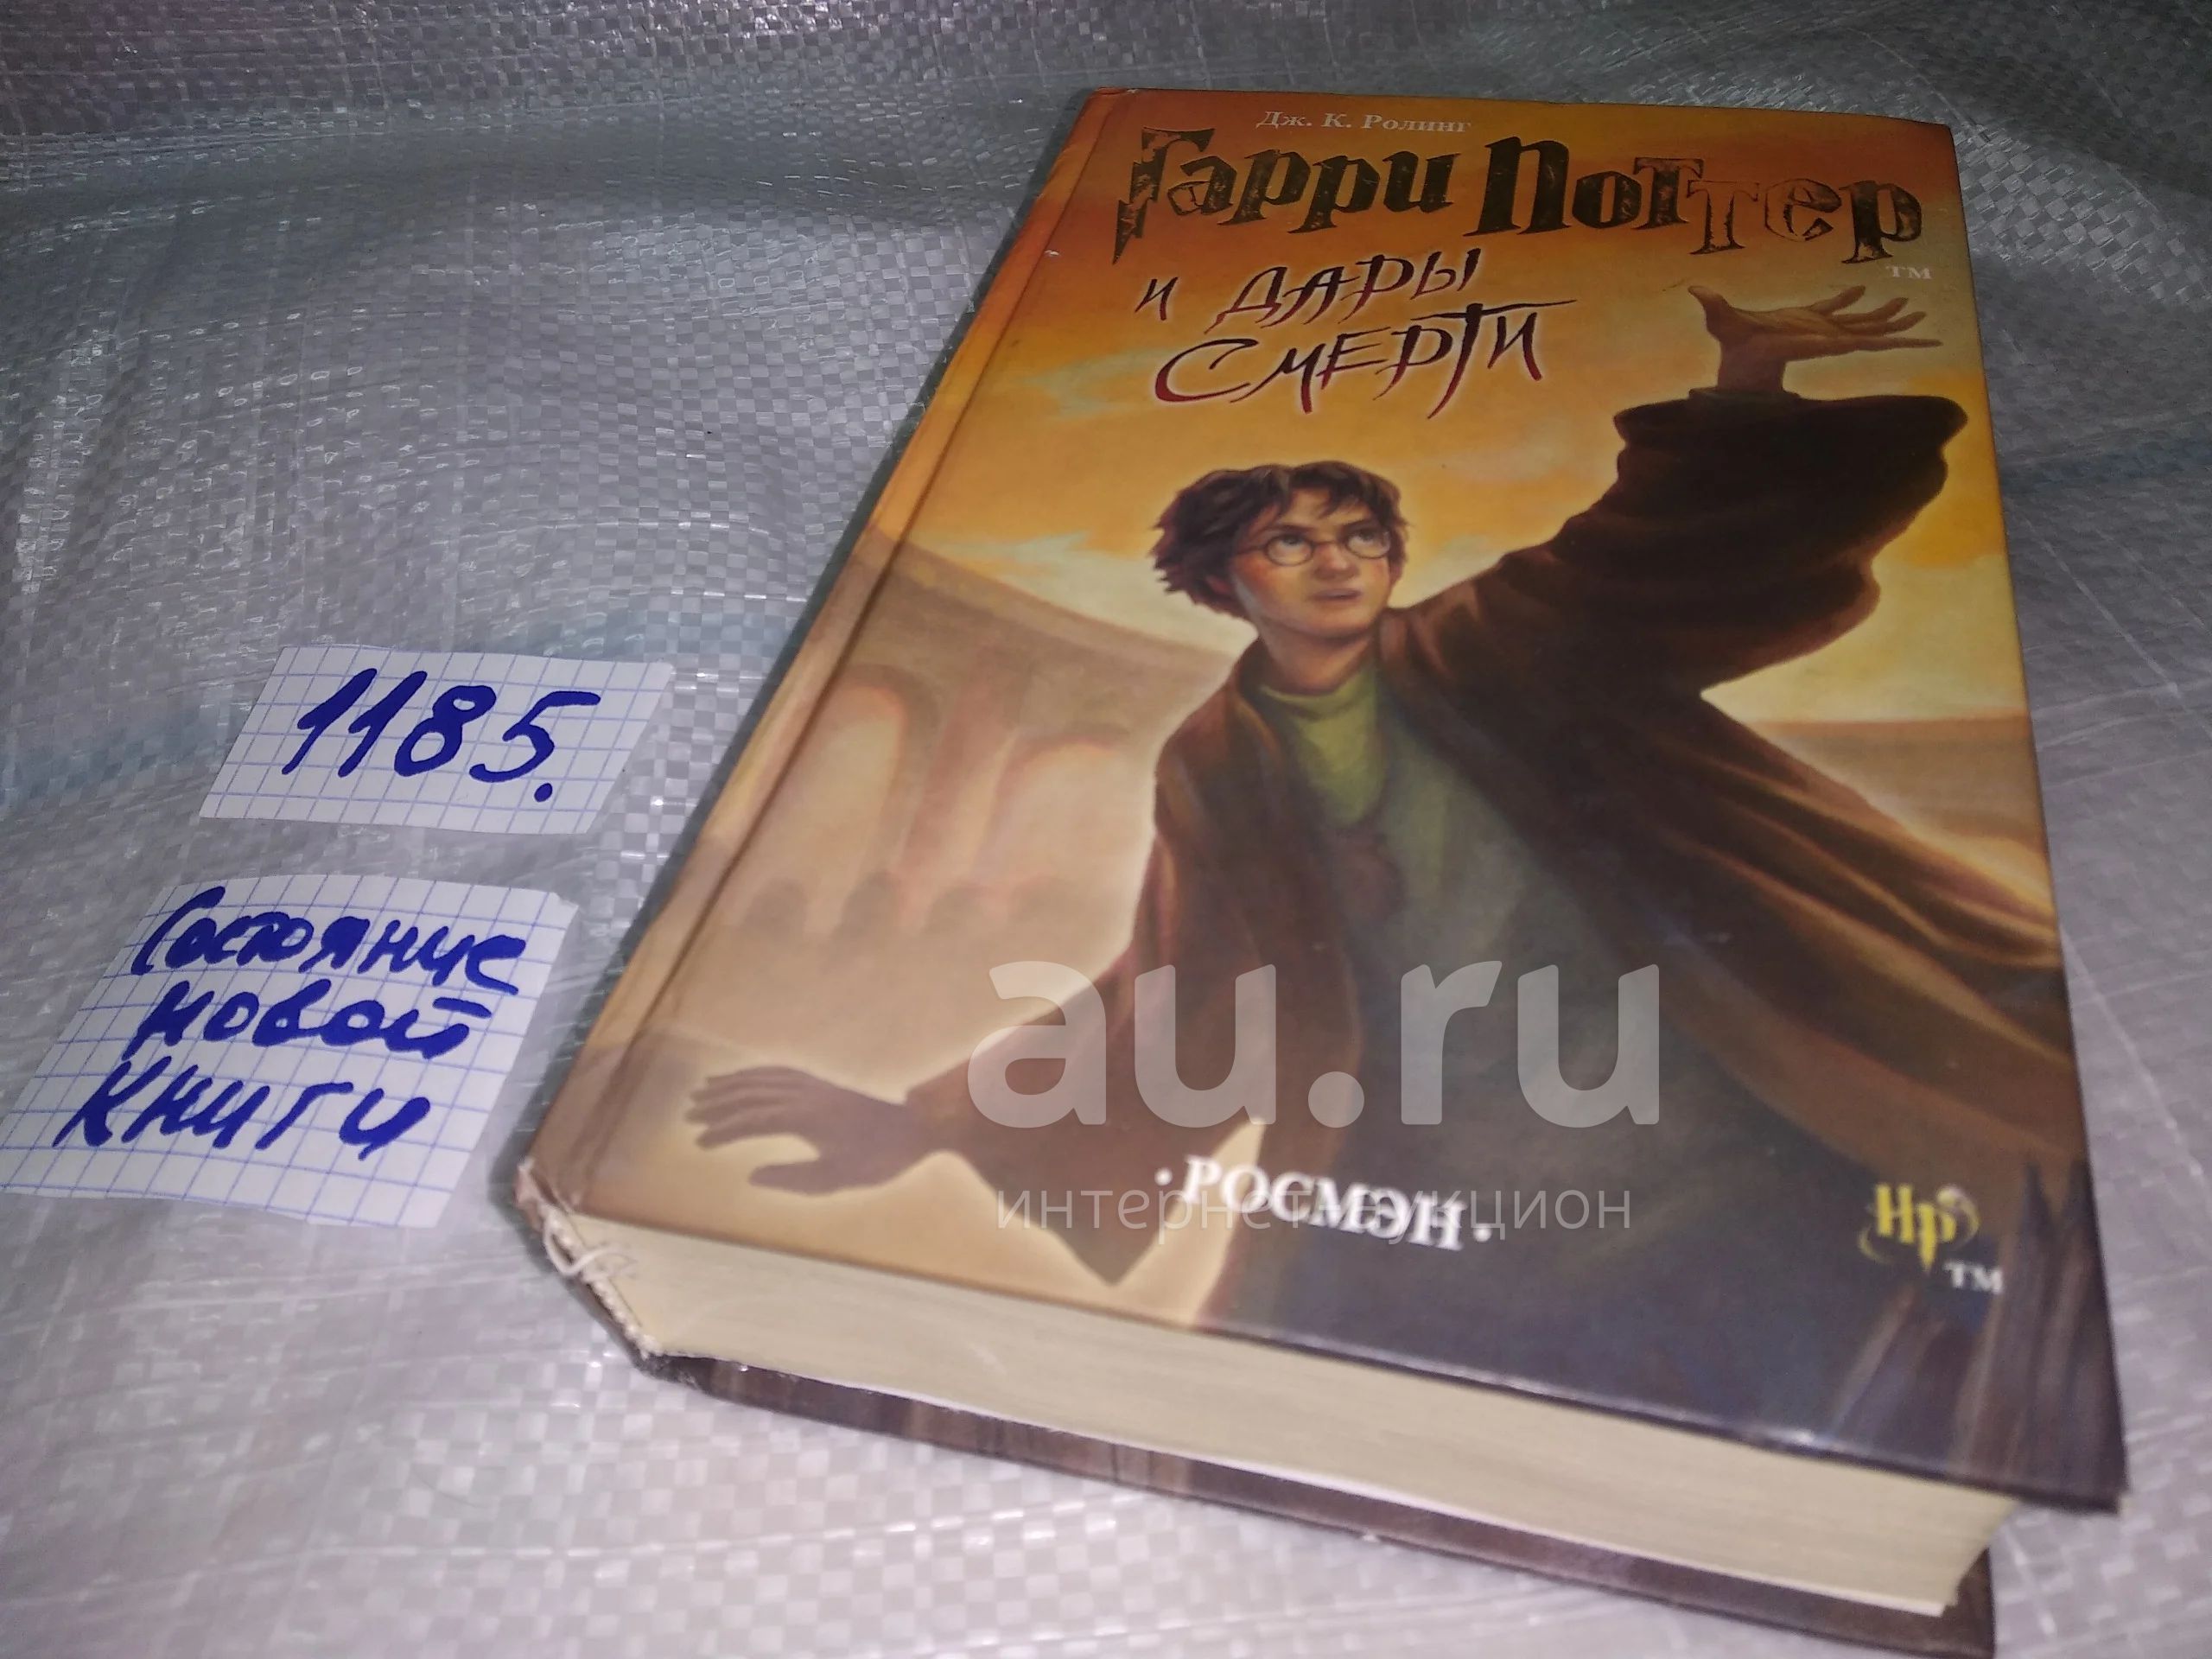 Дж. К. Ролинг
Гарри Поттер
TM
и Дары
Смерти
1185.
Состояние
новой
книги
au.ru
интернет-аукцион
• РОСМЭН •
HP
TM